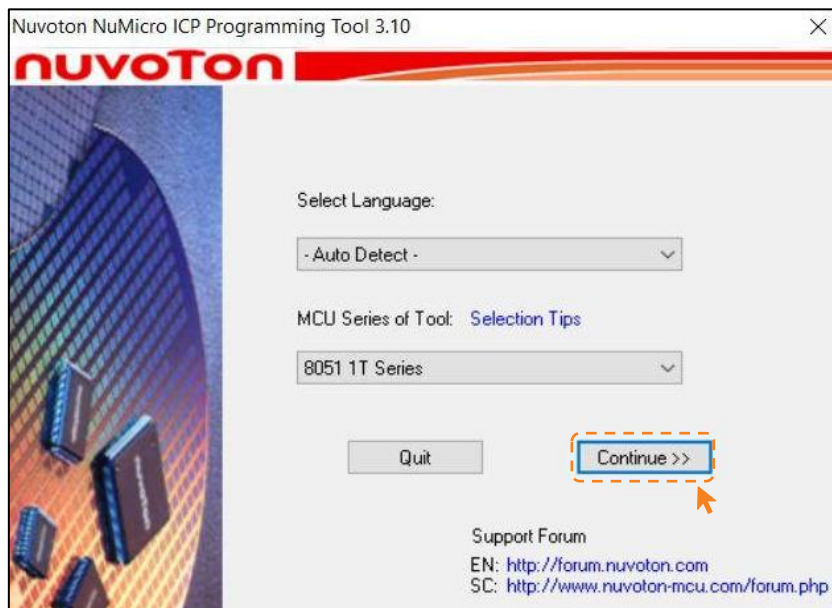 Nuvoton NuMicro ICP Programming Tool 3.10
nuvoTon
Select Language:
- Auto Detect -
MCU Series of Tool: Selection Tips
8051 1T Series
Quit Continue >>
Support Forum
EN: http://forum.nuvoton.com
SC: http://www.nuvoton-mcu.com/forum.php